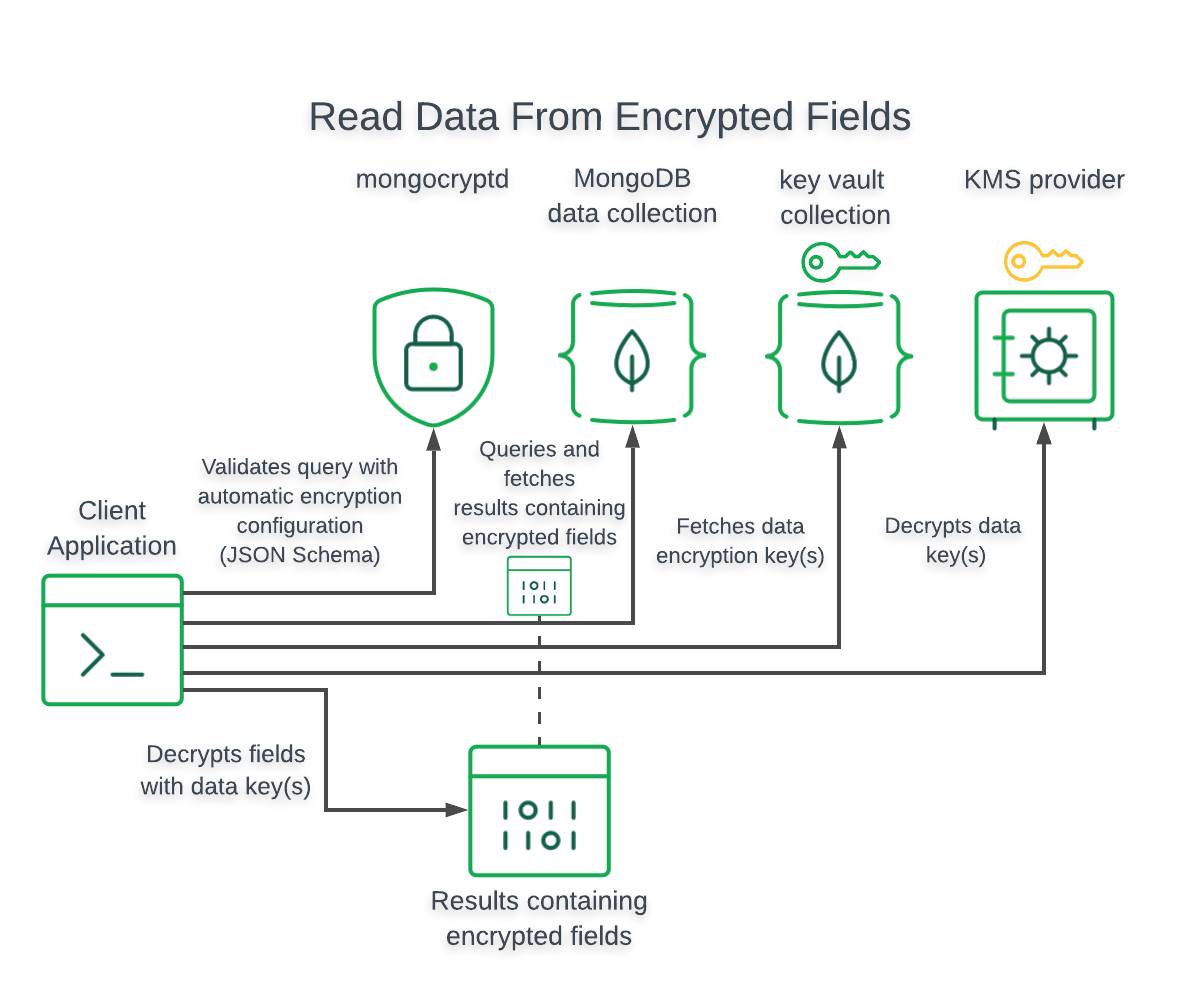 Read Data From Encrypted Fields
mongocryptd
MongoDB
data collection
key vault
collection
KMS provider
Validates query with
automatic encryption
configuration
(JSON Schema)
Queries and
fetches
results containing
encrypted fields
Fetches data
encryption key(s)
Decrypts data
key(s)
Client
Application
Decrypts fields
with data key(s)
Results containing
encrypted fields